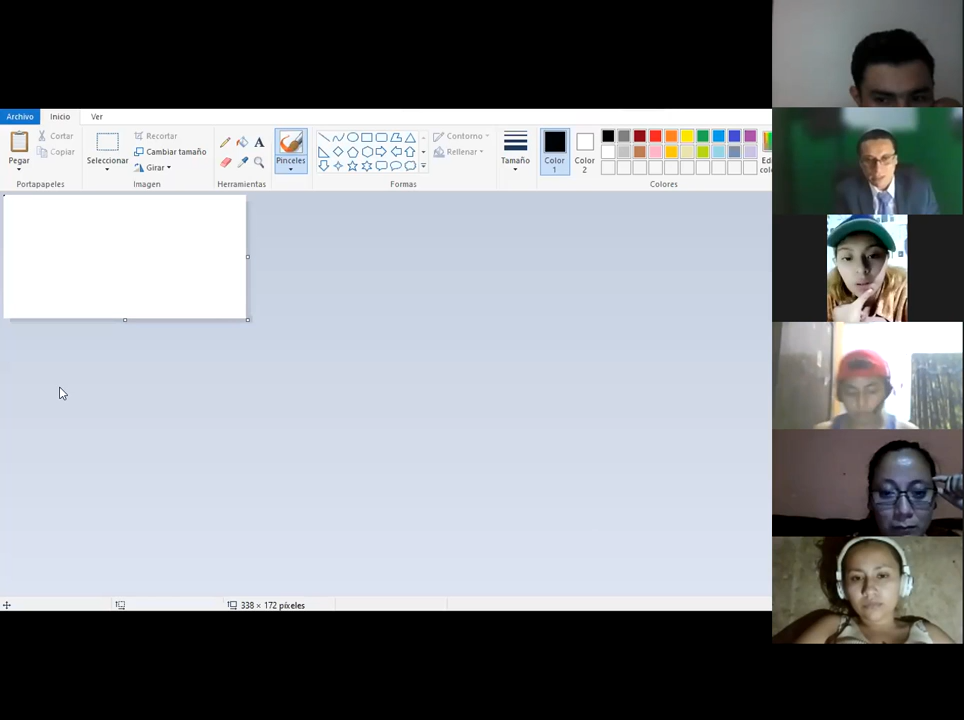 Archivo Inicio Ver
Cortar Recortar Contorno
Copiar Cambiar tamaño Rellenar
Pegar Seleccionar Girar Pinceles Tamaño Color 1 Color 2
Portapapeles Imagen Herramientas Formas Colores
338 × 172 píxeles